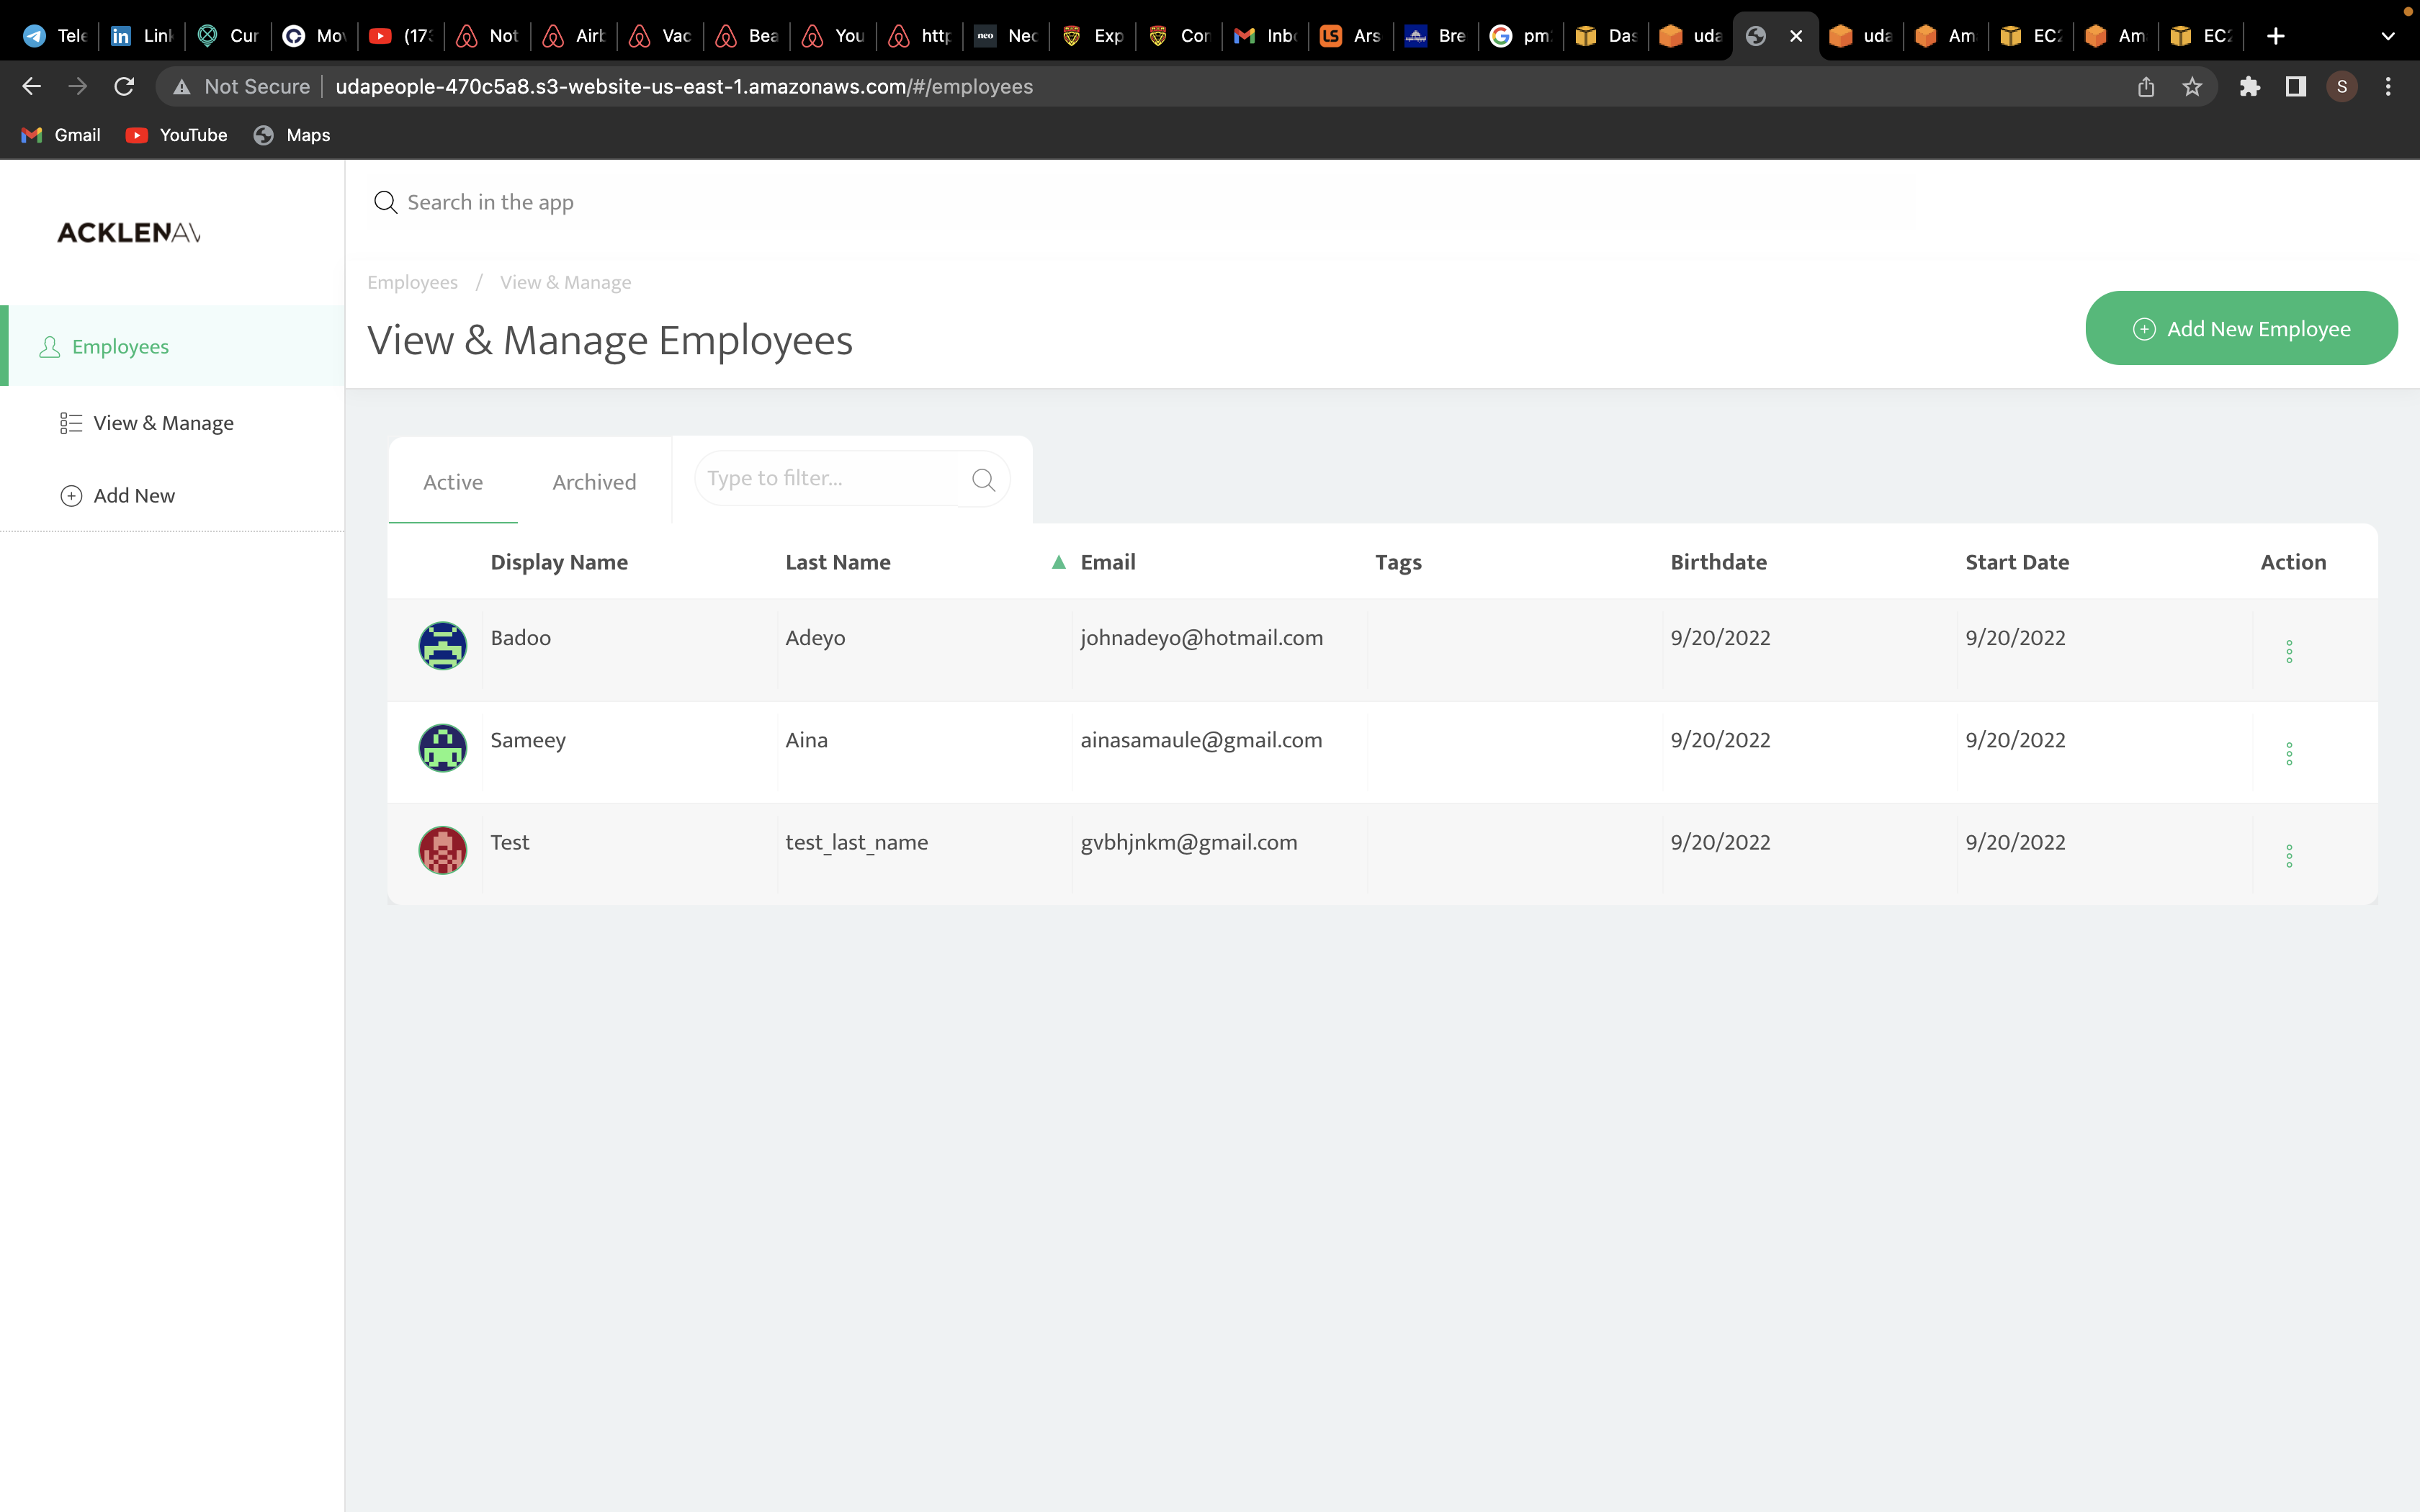 Tele Link Cur Mov (173 Not Airb Vac Bea You http Neo Exp Con Inbo Ars Bre pm2 Das uda uda Am EC2 Am EC2
Not Secure udapeople-470c5a8.s3-website-us-east-1.amazonaws.com/#/employees S
Gmail YouTube Maps
Search in the app
ACKLENAV
Employees / View & Manage
View & Manage Employees
Add New Employee
Employees
View & Manage
Add New
Active Archived Type to filter...
Display Name Last Name Email Tags Birthdate Start Date Action
Badoo Adeyo johnadeyo@hotmail.com 9/20/2022 9/20/2022
Sameey Aina ainasamaule@gmail.com 9/20/2022 9/20/2022
Test test_last_name gvbhjnkm@gmail.com 9/20/2022 9/20/2022